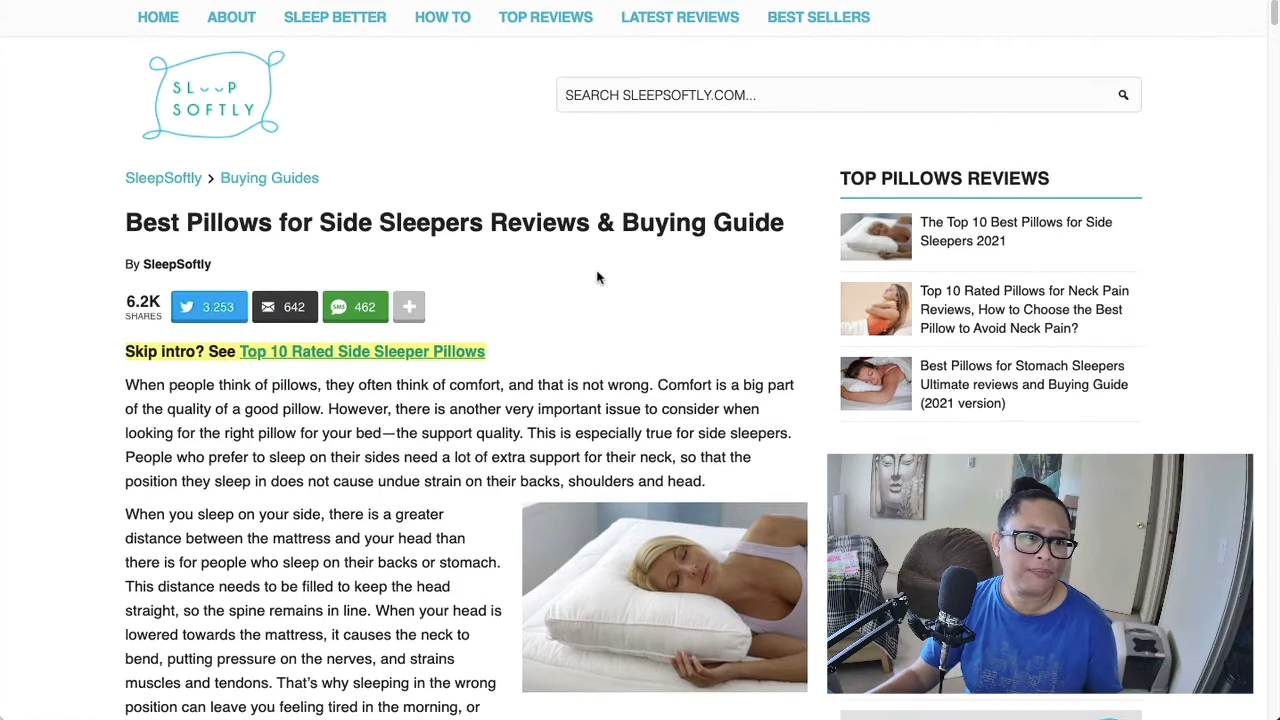 HOME ABOUT SLEEP BETTER HOW TO TOP REVIEWS LATEST REVIEWS BEST SELLERS
SLEEP
SOFTLY
SEARCH SLEEPSOFTLY.COM...
SleepSoftly > Buying Guides
Best Pillows for Side Sleepers Reviews & Buying Guide
By SleepSoftly
6.2K
SHARES
3,253
642
SMS
462
Skip intro? See Top 10 Rated Side Sleeper Pillows
When people think of pillows, they often think of comfort, and that is not wrong. Comfort is a big part
of the quality of a good pillow. However, there is another very important issue to consider when
looking for the right pillow for your bed—the support quality. This is especially true for side sleepers.
People who prefer to sleep on their sides need a lot of extra support for their neck, so that the
position they sleep in does not cause undue strain on their backs, shoulders and head.
When you sleep on your side, there is a greater
distance between the mattress and your head than
there is for people who sleep on their backs or stomach.
This distance needs to be filled to keep the head
straight, so the spine remains in line. When your head is
lowered towards the mattress, it causes the neck to
bend, putting pressure on the nerves, and strains
muscles and tendons. That's why sleeping in the wrong
position can leave you feeling tired in the morning, or
TOP PILLOWS REVIEWS
The Top 10 Best Pillows for Side
Sleepers 2021
Top 10 Rated Pillows for Neck Pain
Reviews, How to Choose the Best
Pillow to Avoid Neck Pain?
Best Pillows for Stomach Sleepers
Ultimate reviews and Buying Guide
(2021 version)